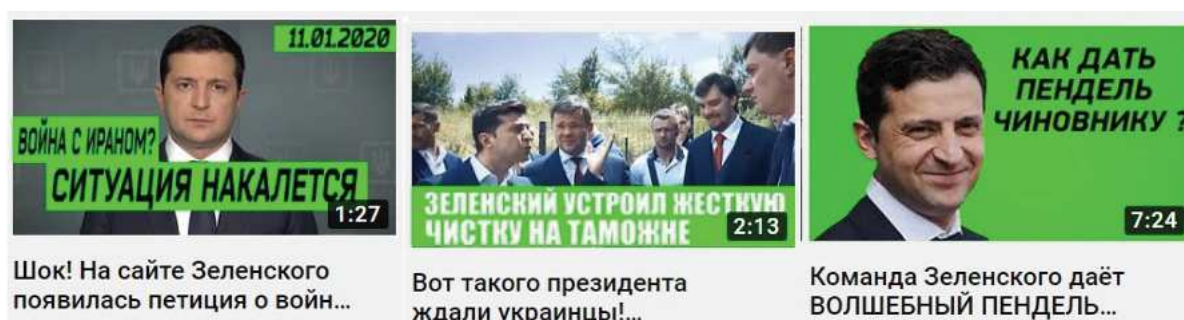 11.01.2020
ВОЙНА С ИРАНОМ?
СИТУАЦИЯ НАКАЛЕТСЯ
1:27
Шок! На сайте Зеленского
появилась петиция о войн...
ЗЕЛЕНСКИЙ УСТРОИЛ ЖЕСТКУЮ
ЧИСТКУ НА ТАМОЖНЕ
2:13
Вот такого президента
ждали украинцы!...
КАК ДАТЬ
ПЕНДЕЛЬ
ЧИНОВНИКУ ?
7:24
Команда Зеленского даёт
ВОЛШЕБНЫЙ ПЕНДЕЛЬ...